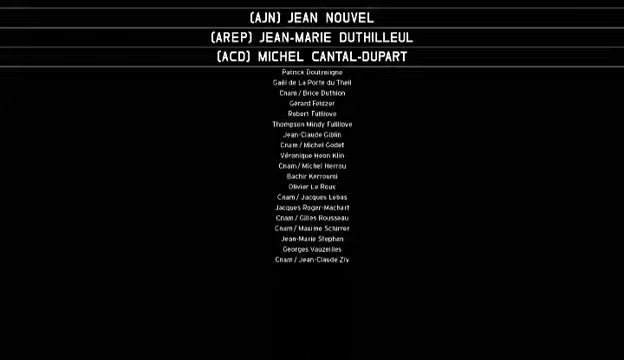 (AJN) JEAN NOUVEL
(AREP) JEAN-MARIE DUTHILLEUL
(ACD) MICHEL CANTAL-DUPART
Patrick Doutreligne
Gaël de La Porte du Theil
Cnam / Brice Duthion
Gérard Feldzer
Robert Fullilove
Thompson Mindy Fullilove
Jean-Claude Giblin
Cnam / Michel Godet
Véronique Heon Klin
Cnam / Michel Herrou
Bachir Kerroumi
Olivier Le Roux
Cnam / Jacques Lebas
Jacques Roger-Machart
Cnam / Gilles Rousseau
Cnam / Maxime Schirrer
Jean-Marie Stephan
Georges Vauzeilles
Cnam / Jean-Claude Ziv